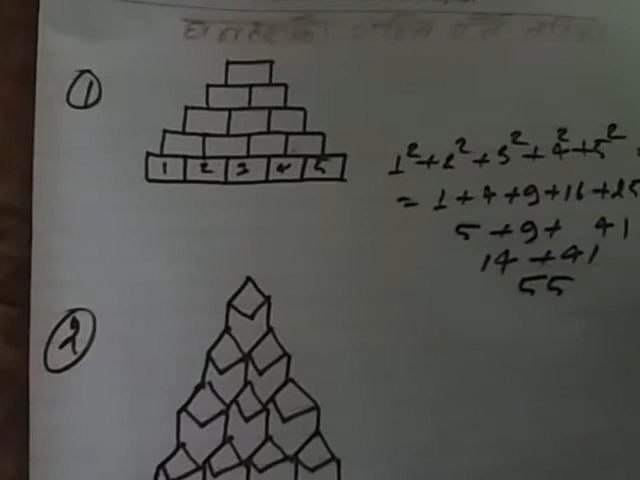 ①
1 2 3 4 5
1² + 2² + 3² + 4² + 5²
= 1 + 4 + 9 + 16 + 25
5 + 9 + 41
14 + 41
55
②